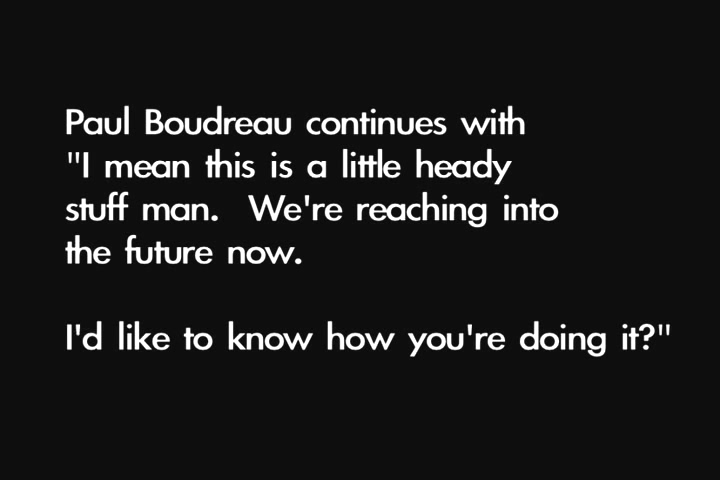 Paul Boudreau continues with
"I mean this is a little heady
stuff man.  We're reaching into
the future now.
I'd like to know how you're doing it?"